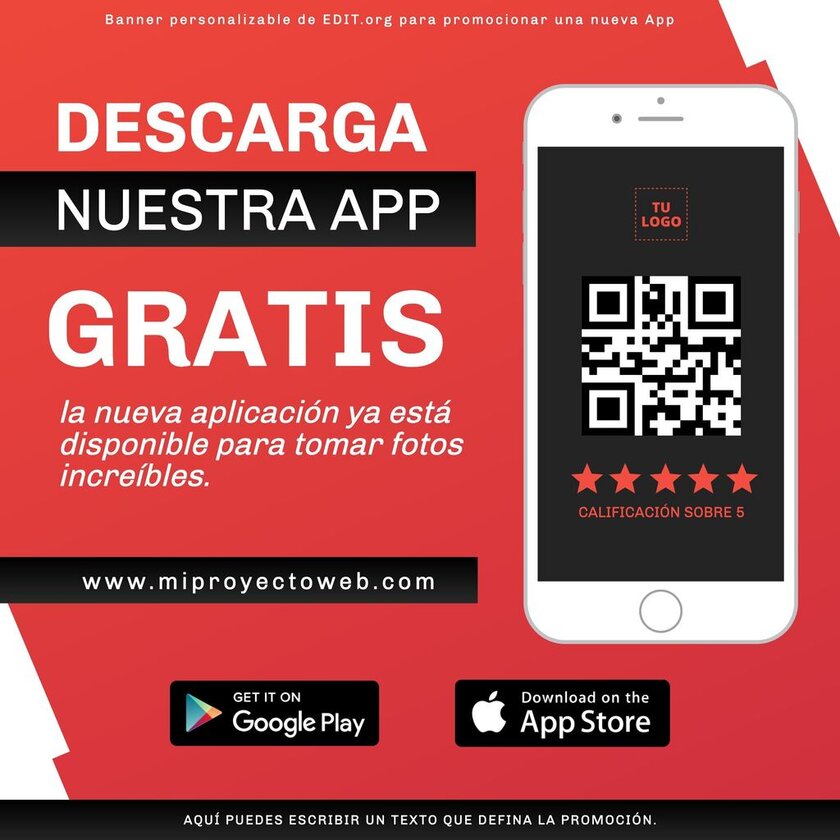 Banner personalizable de EDIT.org para promocionar una nueva App
DESCARGA
NUESTRA APP
GRATIS
la nueva aplicación ya está
disponible para tomar fotos
increíbles.
www.miproyectoweb.com
TU
LOGO
CALIFICACIÓN SOBRE 5
GET IT ON
Google Play
Download on the
App Store
AQUÍ PUEDES ESCRIBIR UN TEXTO QUE DEFINA LA PROMOCIÓN.